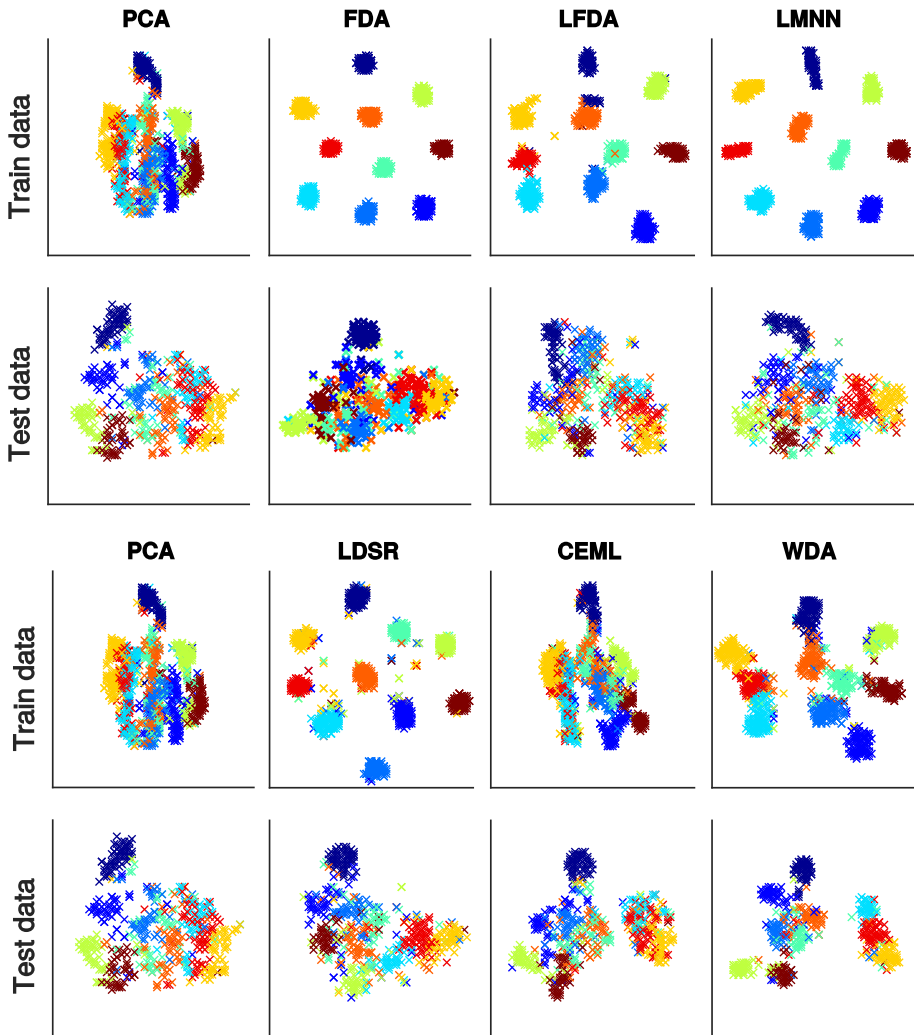 PCA FDA LFDA LMNN
Train data
Test data
PCA LDSR CEML WDA
Train data
Test data